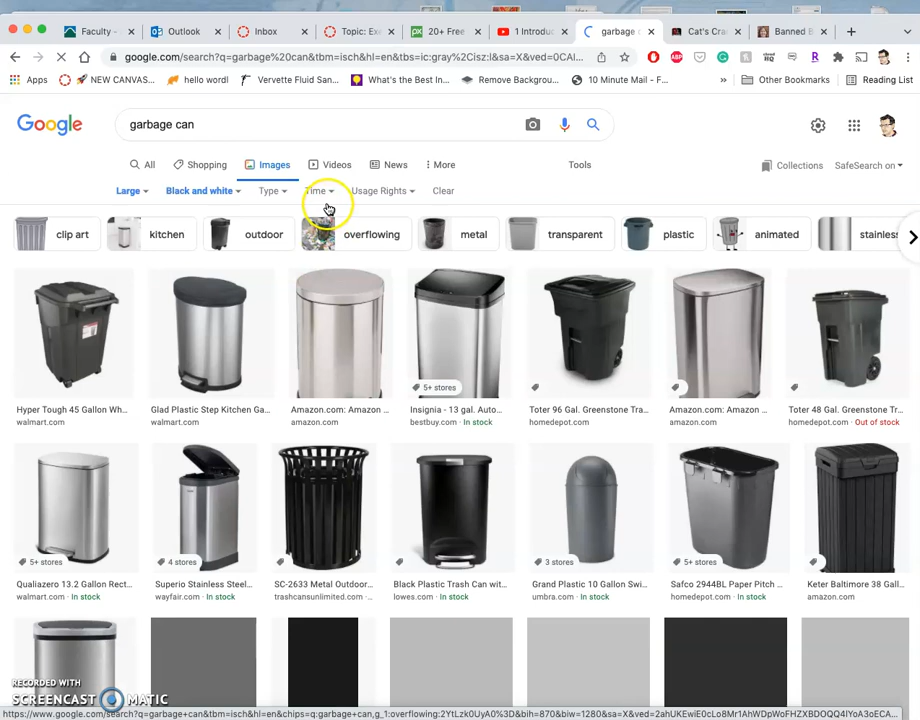 Faculty -
Outlook
Inbox
Topic: Exe
20+ Free
1 Introduc
garbage c
Cat's Cra
Banned B
google.com/search?q=garbage%20can&tbm=isch&hl=en&tbs=ic:gray%2Cisz:l&sa=X&ved=0CAI...
Apps
NEW CANVAS...
hello wordl
Vervette Fluid San...
What's the Best In...
Remove Backgrou...
10 Minute Mail - F...
»
Other Bookmarks
Reading List
Google
garbage can
All
Shopping
Images
Videos
News
More
Tools
Collections
SafeSearch on
Large
Black and white
Type
Time
Usage Rights
Clear
clip art
kitchen
outdoor
overflowing
metal
transparent
plastic
animated
stainless
5+ stores
Hyper Tough 45 Gallon Wh...
walmart.com
Glad Plastic Step Kitchen Ga...
walmart.com
Amazon.com: Amazon ...
amazon.com
Insignia - 13 gal. Auto...
bestbuy.com · In stock
Toter 96 Gal. Greenstone Tra...
homedepot.com
Amazon.com: Amazon ...
amazon.com
Toter 48 Gal. Greenstone Tr...
homedepot.com · Out of stock
5+ stores
4 stores
3 stores
5+ stores
Qualiazero 13.2 Gallon Rect...
walmart.com · In stock
Superio Stainless Steel...
wayfair.com · In stock
SC-2633 Metal Outdoor...
trashcansunlimited.com ·...
Black Plastic Trash Can wit...
lowes.com · In stock
Grand Plastic 10 Gallon Swi...
umbra.com · In stock
Safco 2944BL Paper Pitch ...
homedepot.com · In stock
Keter Baltimore 38 Gall...
amazon.com
RECORDED WITH
SCREENCAST MATIC